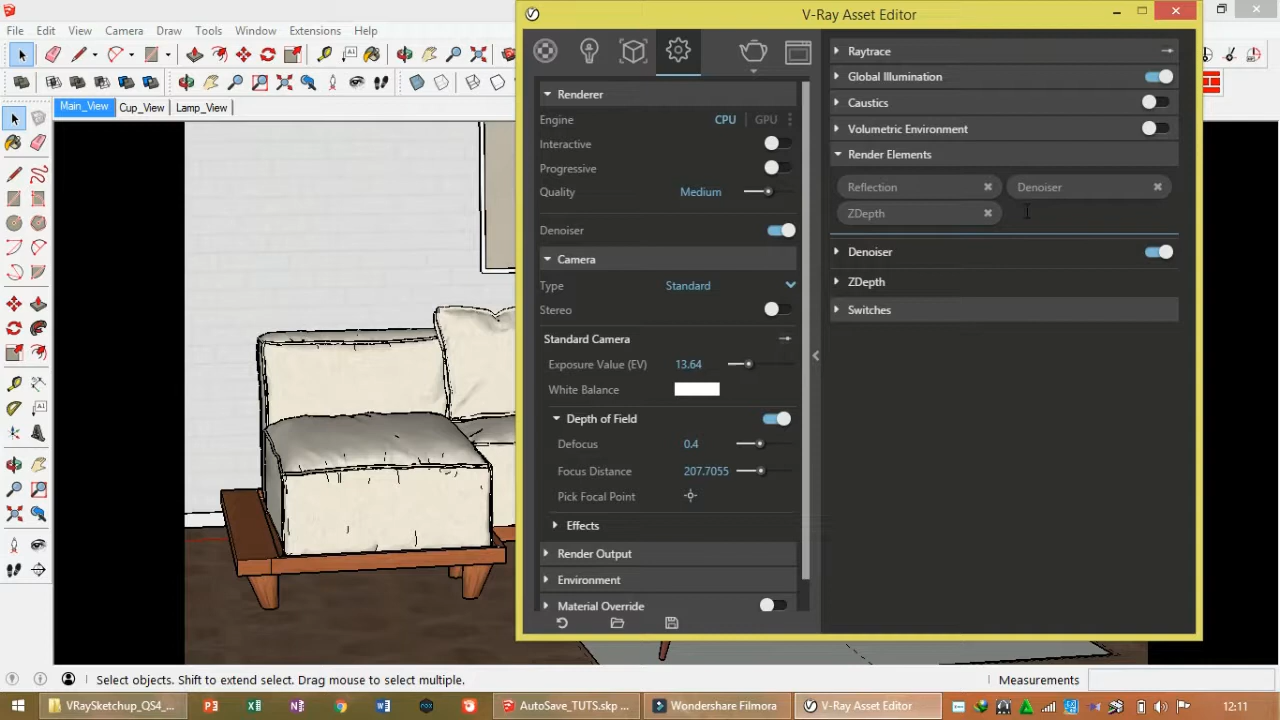 V-Ray Asset Editor
File Edit
Draw Tools Window Extensions Help
Main_View Cup_View Lamp_View
Renderer
Engine CPU | GPU
Interactive
Progressive
Quality Medium
Denoiser
Camera
Type Standard
Stereo
Standard Camera
Exposure Value (EV) 13.64
White Balance
Depth of Field
Defocus 0.4
Focus Distance 207.7055
Pick Focal Point
Effects
Render Output
Environment
Material Override
Raytrace
Global Illumination
Caustics
Volumetric Environment
Render Elements
Reflection Denoiser
ZDepth
Denoiser
ZDepth
Switches
Select objects. Shift to extend select. Drag mouse to select multiple.
Measurements
VRaySketchup_QS4_...
AutoSave_TUTS.skp ...
Wondershare Filmora
V-Ray Asset Editor
12:11